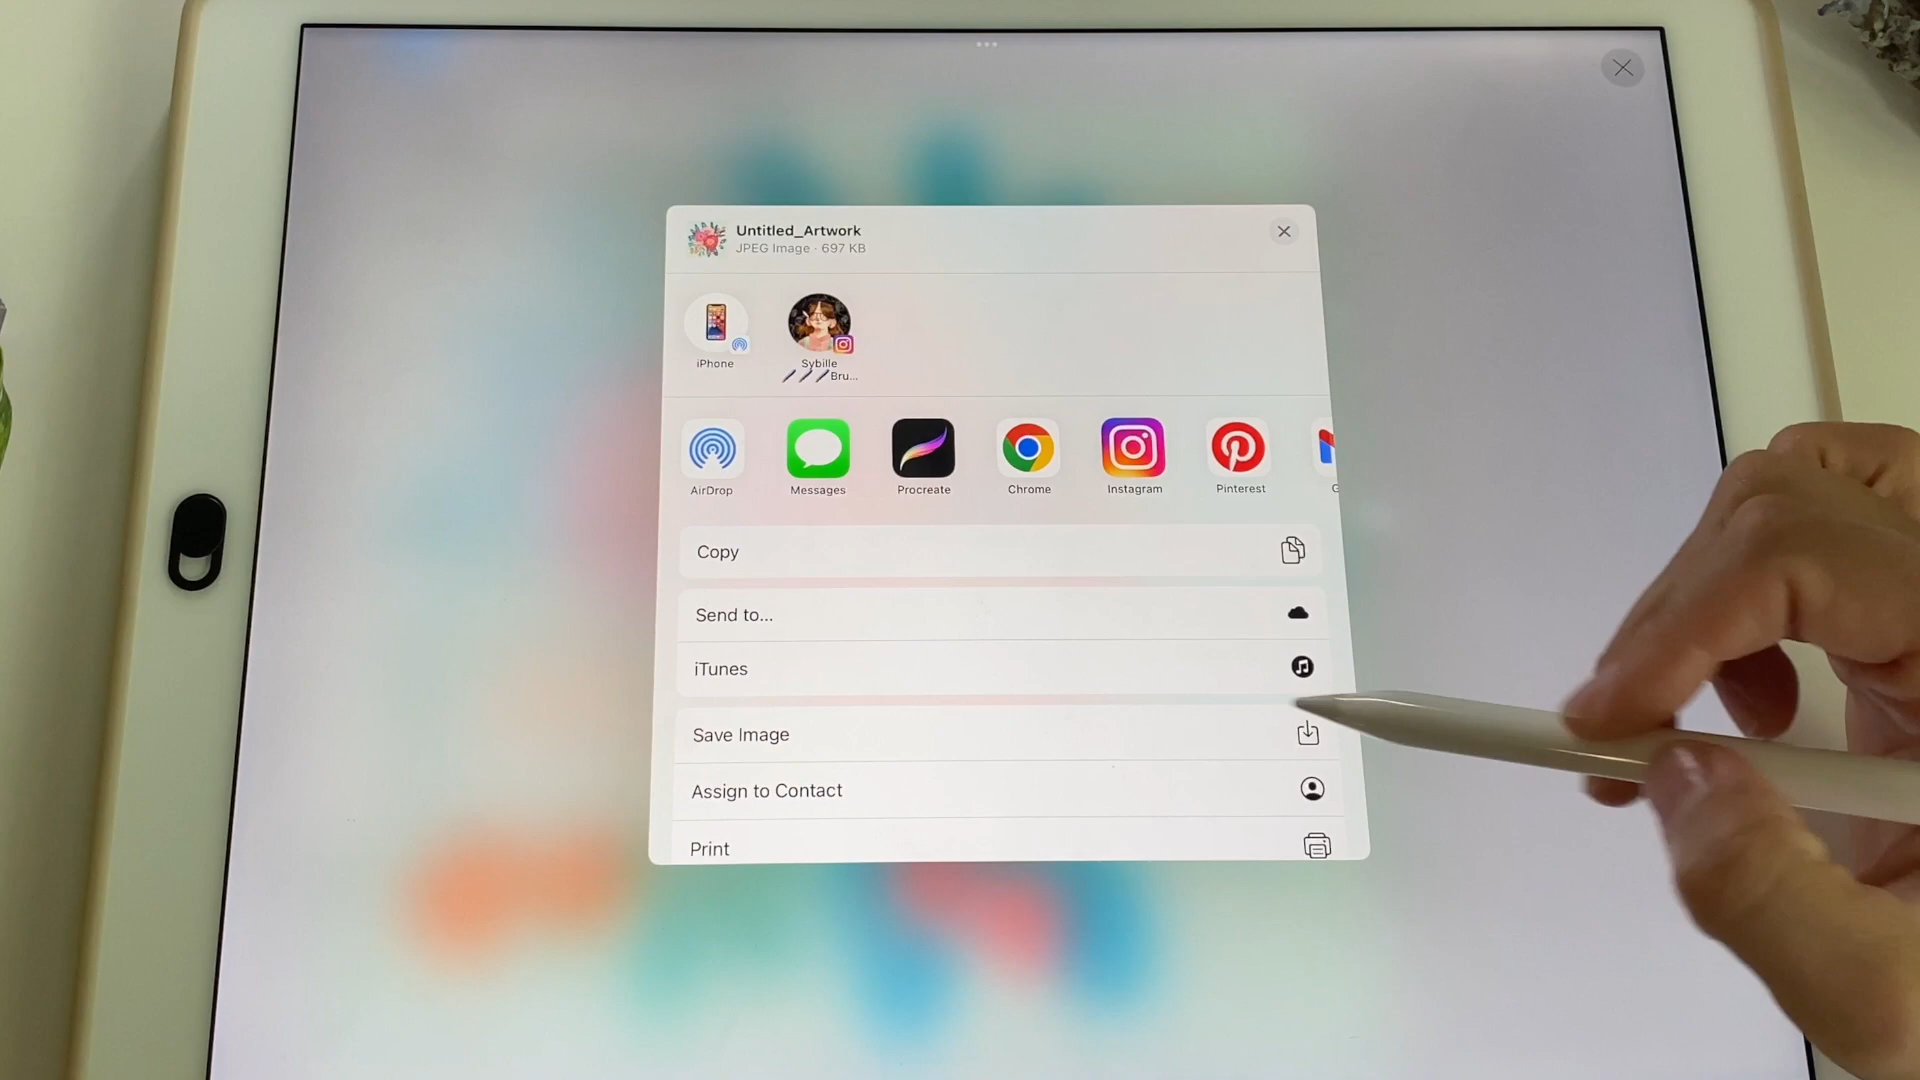 Untitled_Artwork
JPEG Image · 697 KB
iPhone
Sybille
Bru...
AirDrop
Messages
Procreate
Chrome
Instagram
Pinterest
G
Copy
Send to...
iTunes
Save Image
Assign to Contact
Print